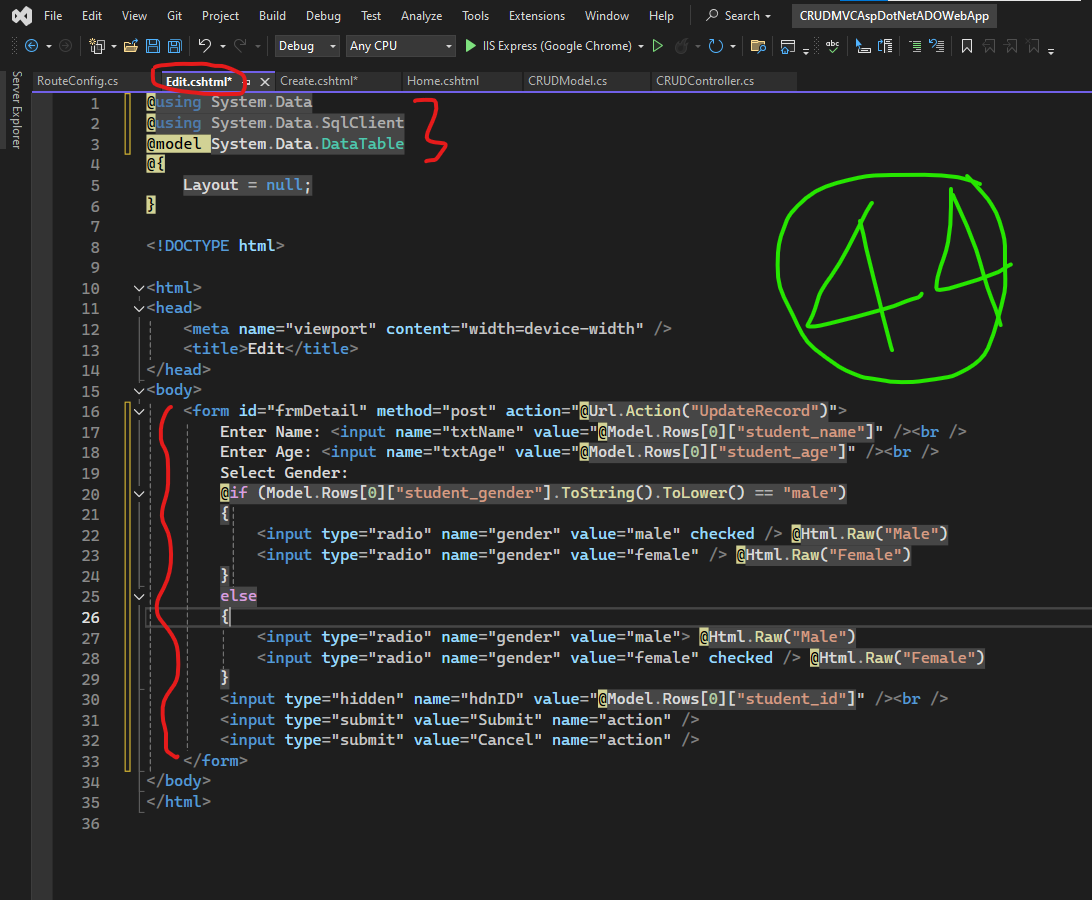 File Edit View Git Project Build Debug Test Analyze Tools Extensions Window Help Search CRUDMVCAspDotNetADOWebApp
Debug Any CPU IIS Express (Google Chrome)
Server Explorer
RouteConfig.cs Edit.cshtml* Create.cshtml* Home.cshtml CRUDModel.cs CRUDController.cs
1 @using System.Data
2 @using System.Data.SqlClient
3 @model System.Data.DataTable
4 @{
5 Layout = null;
6 }
7
8 <!DOCTYPE html>
9
10 <html>
11 <head>
12 <meta name="viewport" content="width=device-width" />
13 <title>Edit</title>
14 </head>
15 <body>
16 <form id="frmDetail" method="post" action="@Url.Action("UpdateRecord")">
17 Enter Name: <input name="txtName" value="@Model.Rows[0]["student_name"]" /><br />
18 Enter Age: <input name="txtAge" value="@Model.Rows[0]["student_age"]" /><br />
19 Select Gender:
20 @if (Model.Rows[0]["student_gender"].ToString().ToLower() == "male")
21 {
22 <input type="radio" name="gender" value="male" checked /> @Html.Raw("Male")
23 <input type="radio" name="gender" value="female" /> @Html.Raw("Female")
24 }
25 else
26 {
27 <input type="radio" name="gender" value="male"> @Html.Raw("Male")
28 <input type="radio" name="gender" value="female" checked /> @Html.Raw("Female")
29 }
30 <input type="hidden" name="hdnID" value="@Model.Rows[0]["student_id"]" /><br />
31 <input type="submit" value="Submit" name="action" />
32 <input type="submit" value="Cancel" name="action" />
33 </form>
34 </body>
35 </html>
36
4.4